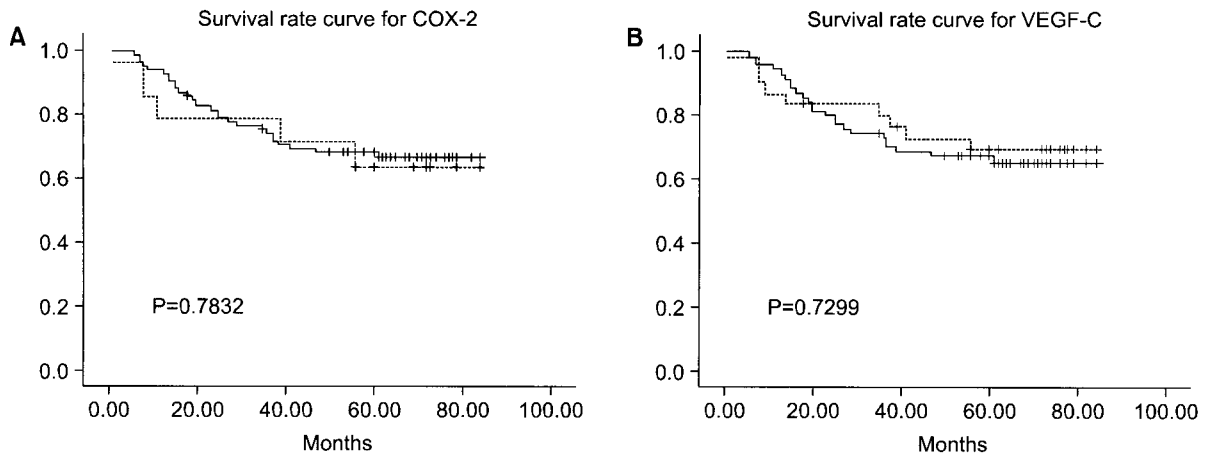 A
Survival rate curve for COX-2
1.0
0.8
0.6
0.4
0.2
0.0
P=0.7832
0.00 20.00 40.00 60.00 80.00 100.00
Months
B
Survival rate curve for VEGF-C
1.0
0.8
0.6
0.4
0.2
0.0
P=0.7299
0.00 20.00 40.00 60.00 80.00 100.00
Months